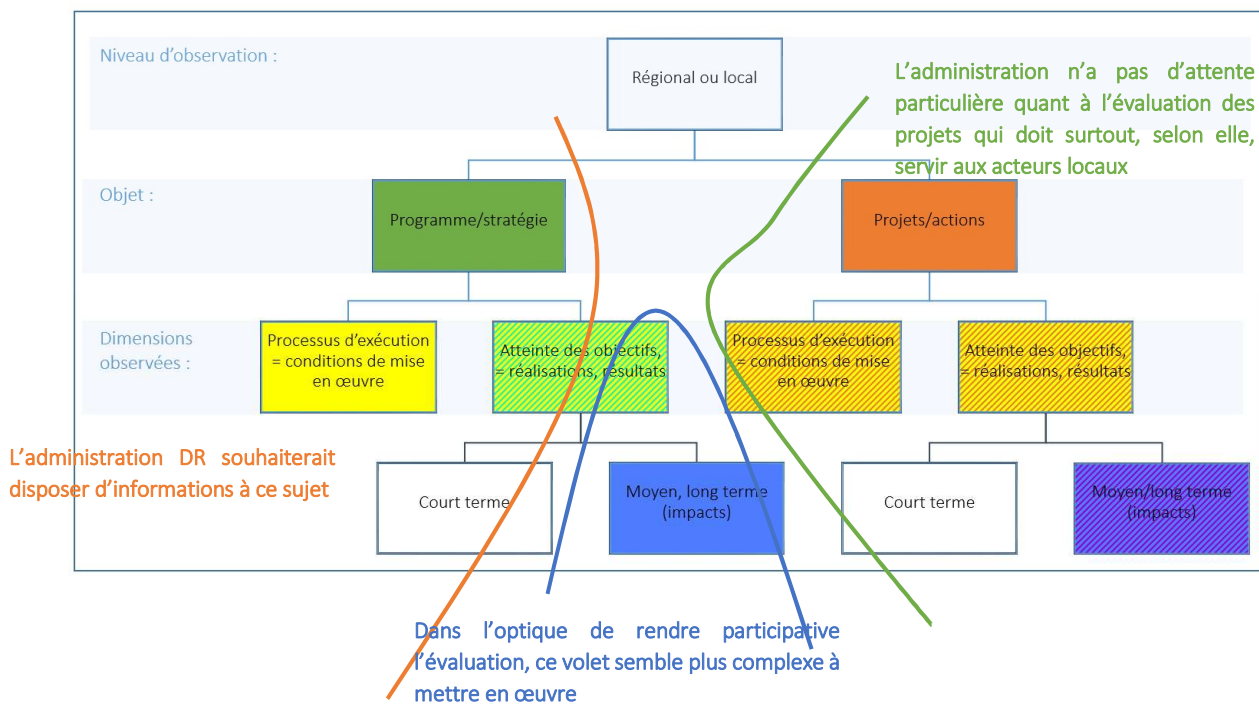 Niveau d'observation :
Régional ou local
L'administration n'a pas d'attente
particulière quant à l'évaluation des
projets qui doit surtout, selon elle,
servir aux acteurs locaux
Objet :
Programme/stratégie
Projets/actions
Dimensions
observées :
Processus d'exécution
= conditions de mise
en œuvre
Atteinte des objectifs,
= réalisations, résultats
Processus d'exécution
= conditions de mise
en œuvre
Atteinte des objectifs,
= réalisations, résultats
L'administration DR souhaiterait
disposer d'informations à ce sujet
Court terme
Moyen, long terme
(impacts)
Court terme
Moyen/long terme
(impacts)
Dans l'optique de rendre participative
l'évaluation, ce volet semble plus complexe à
mettre en œuvre